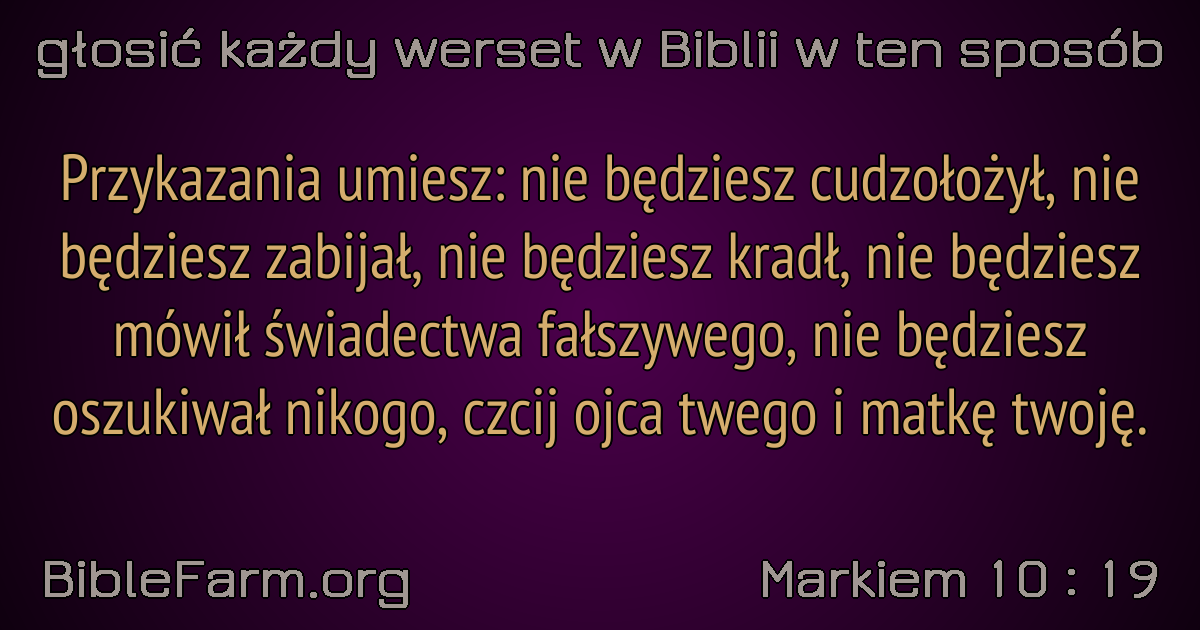 głosić każdy werset w Biblii w ten sposób
Przykazania umiesz: nie będziesz cudzołożył, nie
będziesz zabijał, nie będziesz kradł, nie będziesz
mówił świadectwa fałszywego, nie będziesz
oszukiwał nikogo, czcij ojca twego i matkę twoję.
BibleFarm.org
Markiem 10 : 19